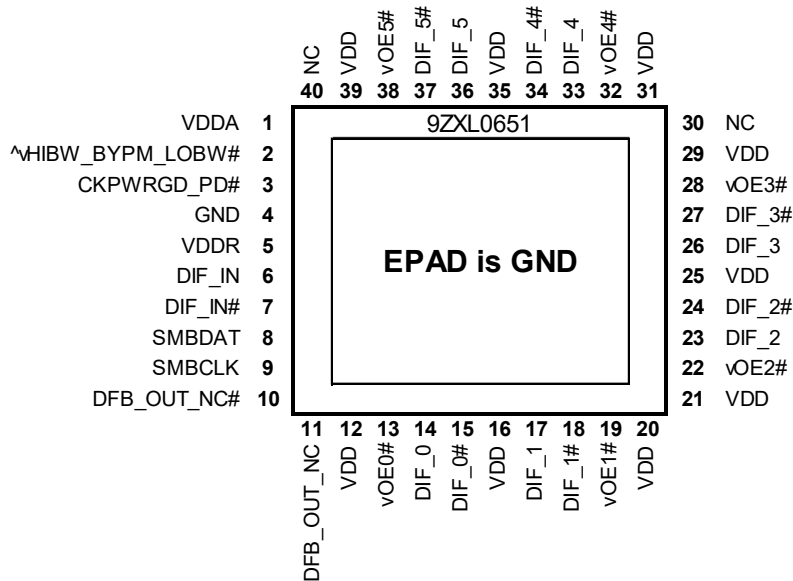 NC
VDD
vOE5#
DIF_5#
DIF_5
VDD
DIF_4#
DIF_4
vOE4#
VDD
40 39 38 37 36 35 34 33 32 31
9ZXL0651
VDDA 1
^vHIBW_BYPM_LOBW# 2
CKPWRGD_PD# 3
GND 4
VDDR 5
DIF_IN 6
DIF_IN# 7
SMBDAT 8
SMBCLK 9
DFB_OUT_NC# 10
EPAD is GND
30 NC
29 VDD
28 vOE3#
27 DIF_3#
26 DIF_3
25 VDD
24 DIF_2#
23 DIF_2
22 vOE2#
21 VDD
11 12 13 14 15 16 17 18 19 20
DFB_OUT_NC
VDD
vOE0#
DIF_0
DIF_0#
VDD
DIF_1
DIF_1#
vOE1#
VDD